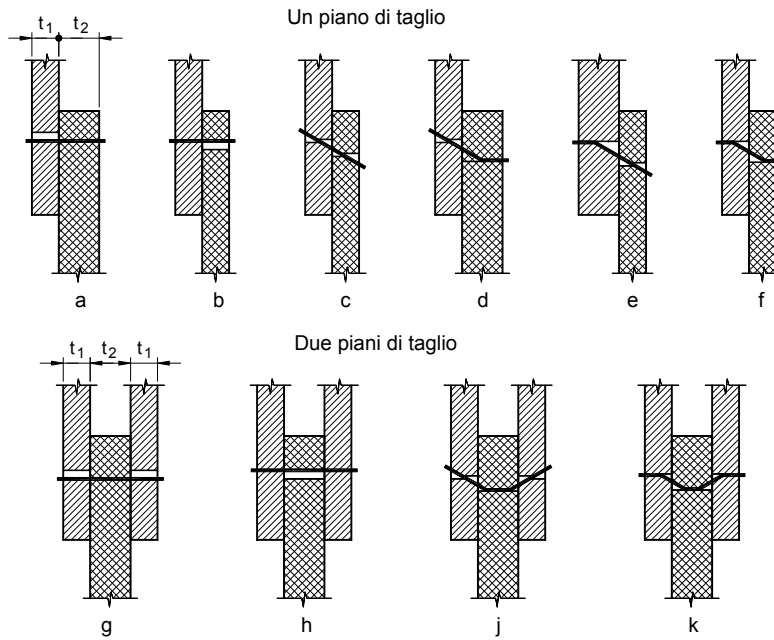 Un piano di taglio
t1 t2
a b c d e f
Due piani di taglio
t1 t2 t1
g h j k